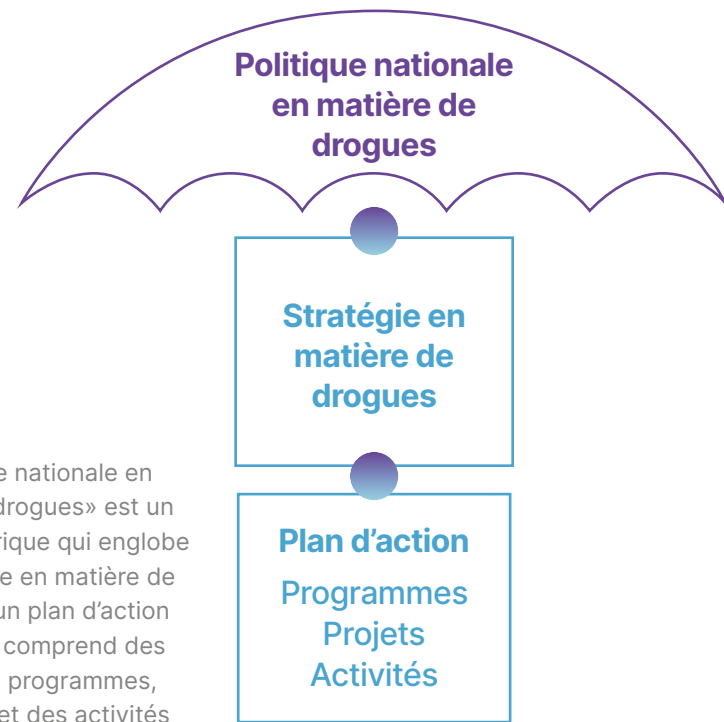 Politique nationale
en matière de
drogues
Stratégie en
matière de
drogues
nationale en
drogues» est un
qui englobe
en matière de
un plan d’action
comprend des
programmes,
et des activités
Plan d’action
Programmes
Projets
Activités